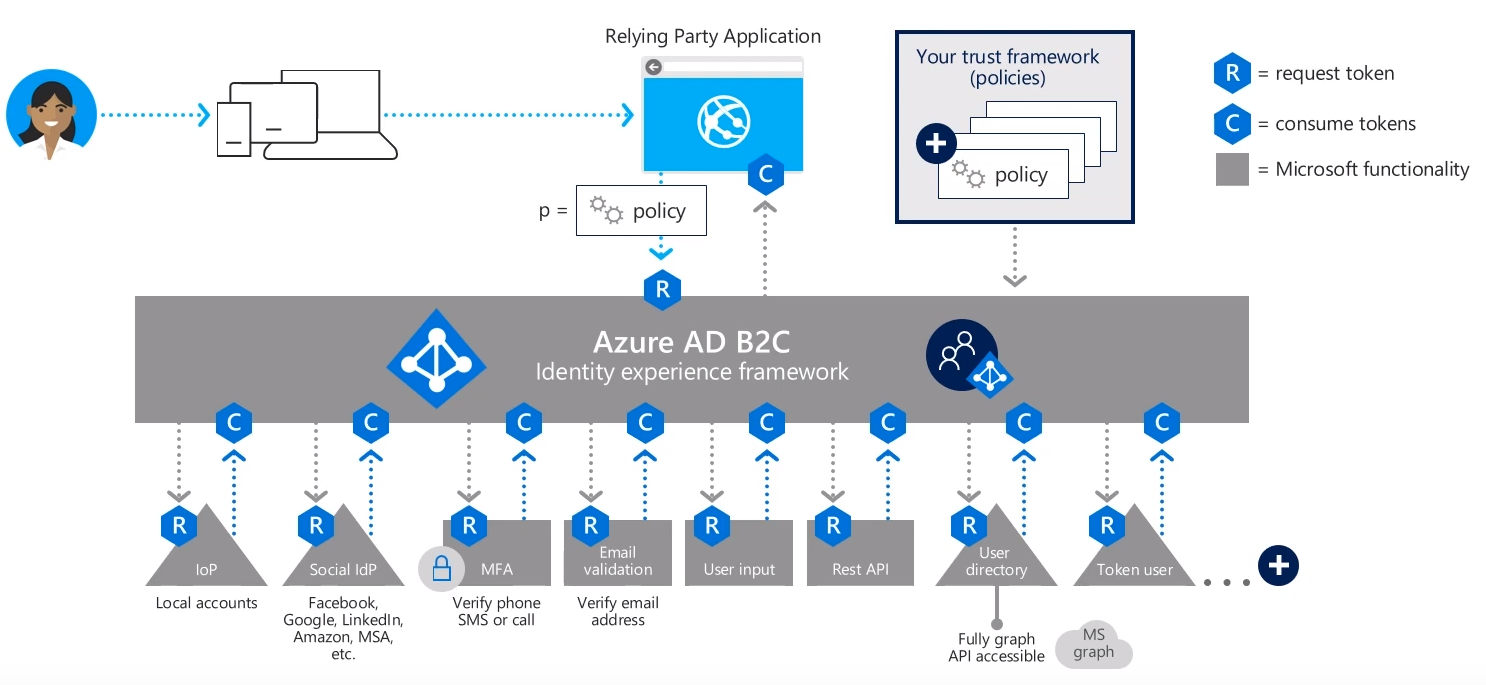 Relying Party Application
Your trust framework
(policies)
policy
R = request token
C = consume tokens
= Microsoft functionality
C
p = policy
R
Azure AD B2C
Identity experience framework
C C C C C C C C
R R R R R R R R
IoP
Social IdP
MFA
Email
validation
User input
Rest API
User
directory
Token user
Local accounts
Facebook,
Google, LinkedIn,
Amazon, MSA,
etc.
Verify phone
SMS or call
Verify email
address
Fully graph
API accessible
MS
graph